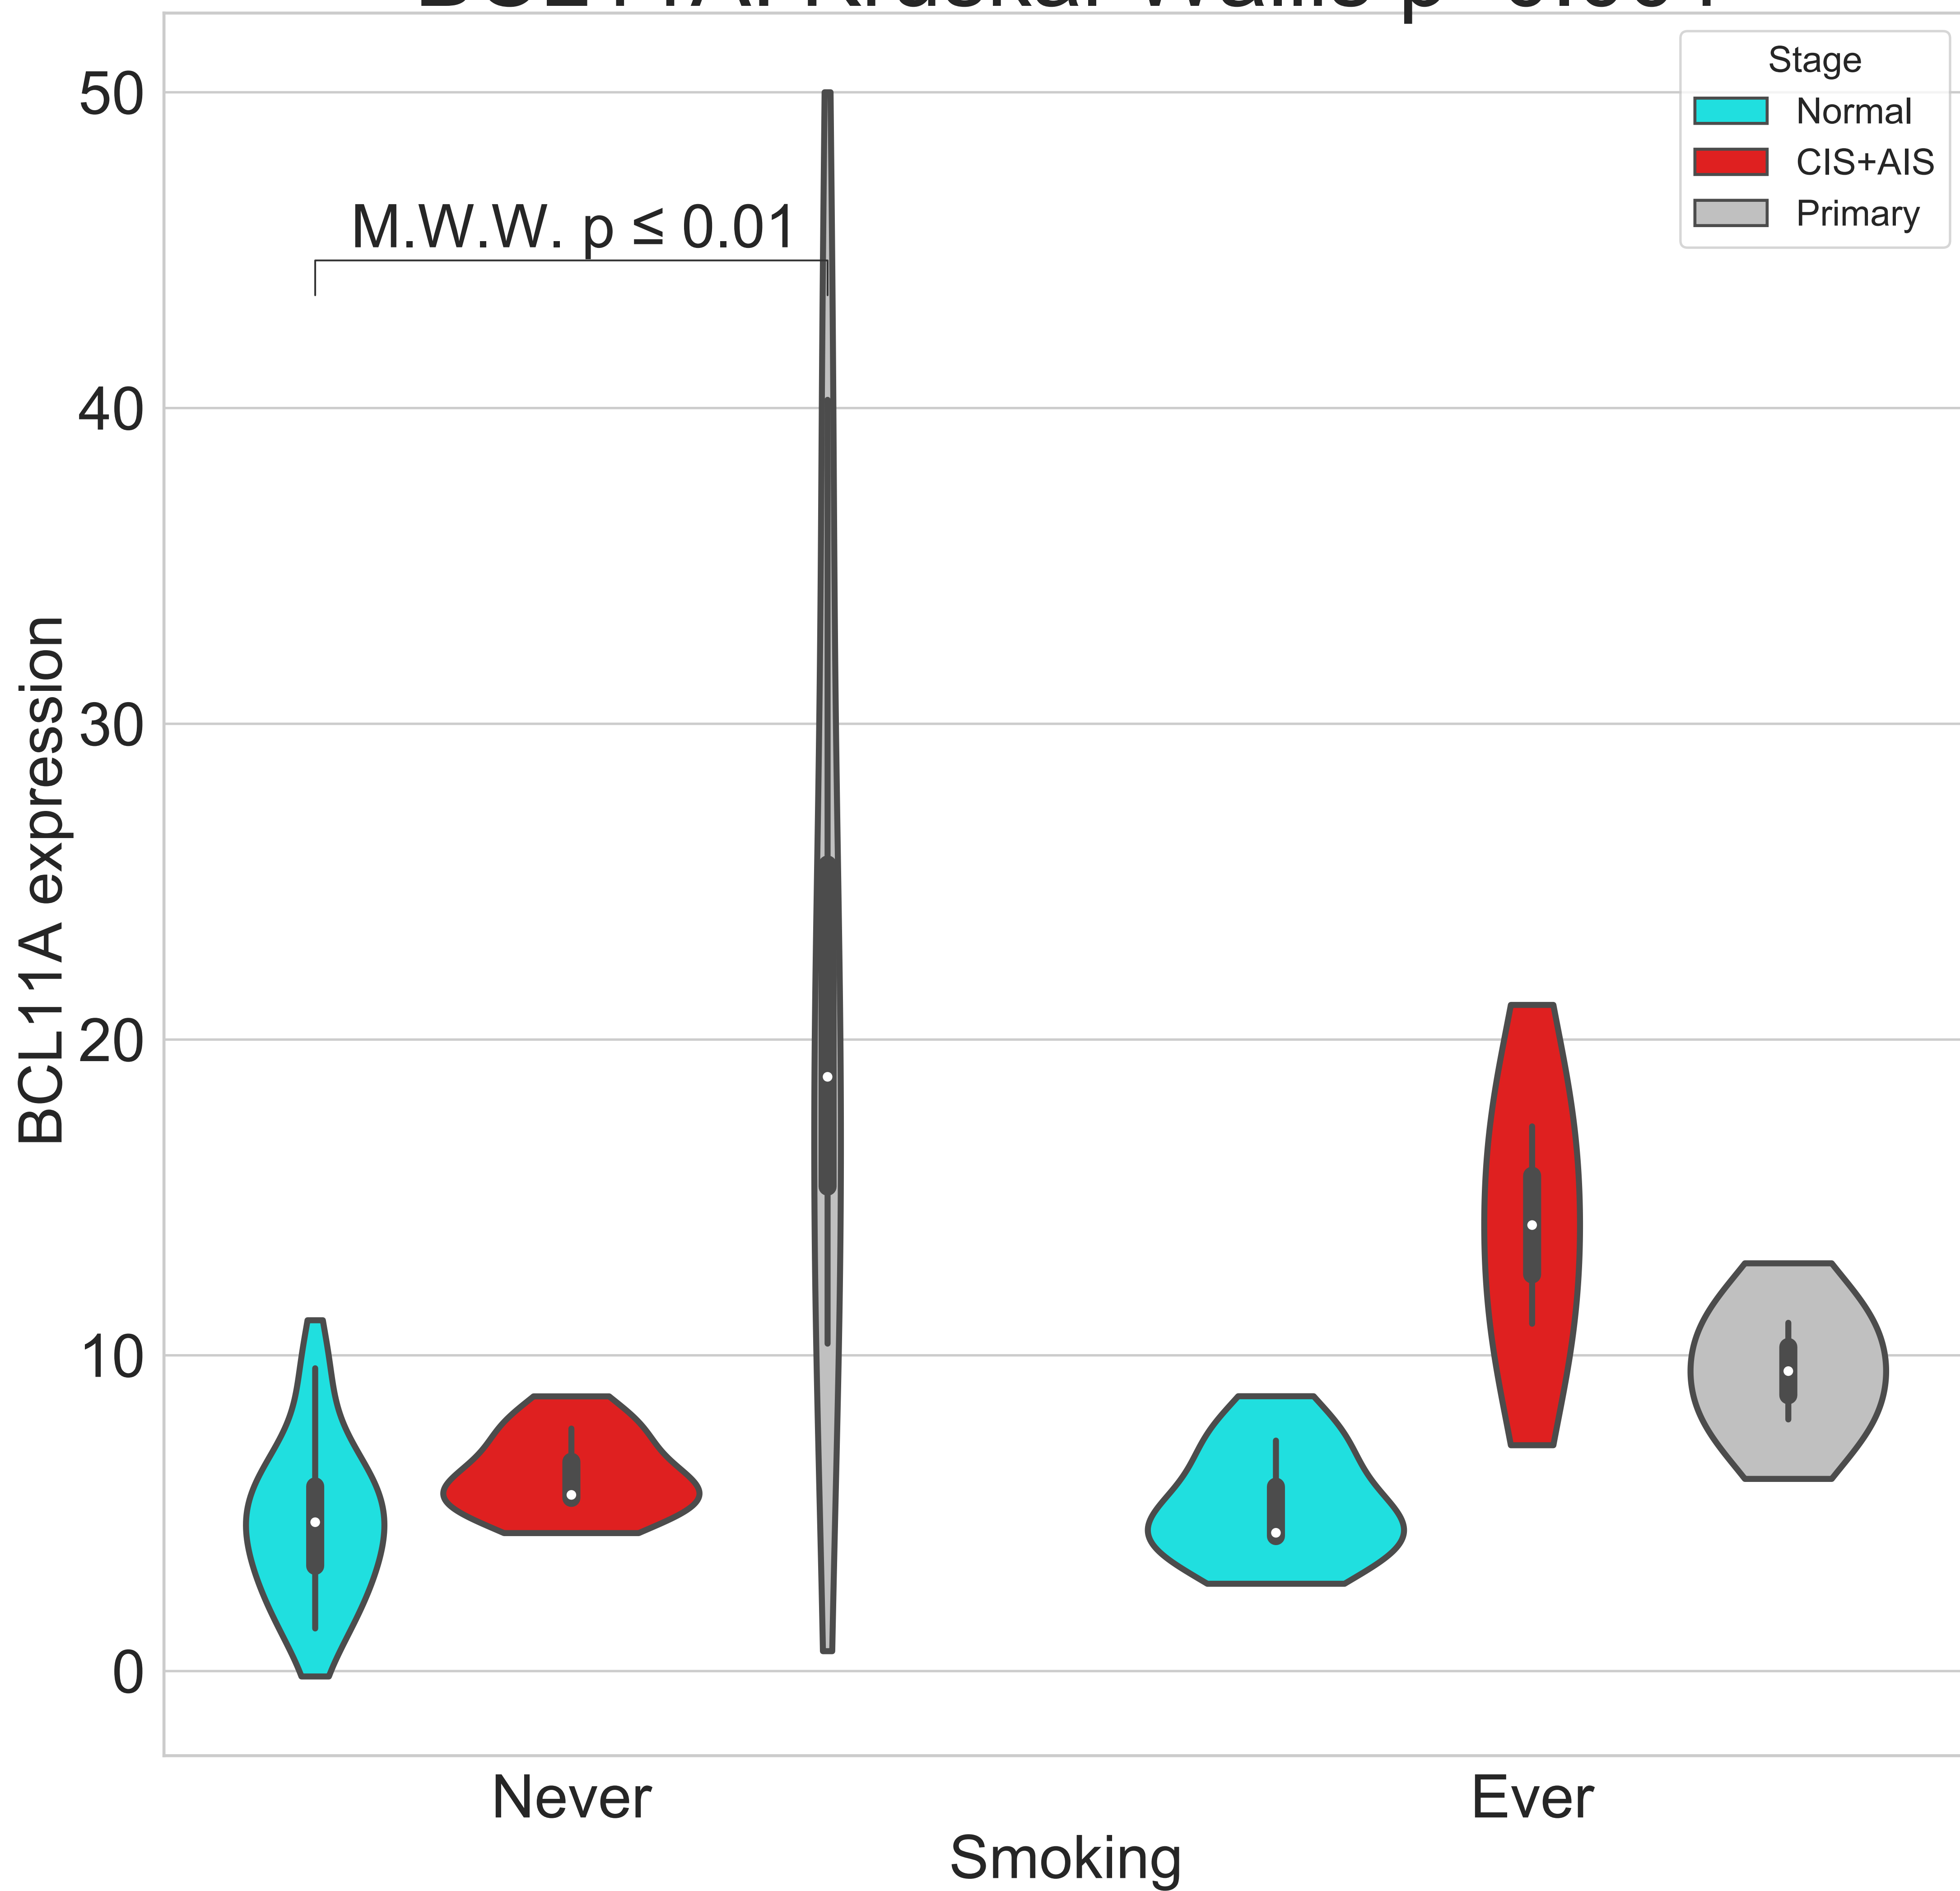 Stage
Normal
CIS+AIS
Primary
M.W.W. p ≤ 0.01
50
40
30
20
10
0
BCL11A expression
Never
Ever
Smoking